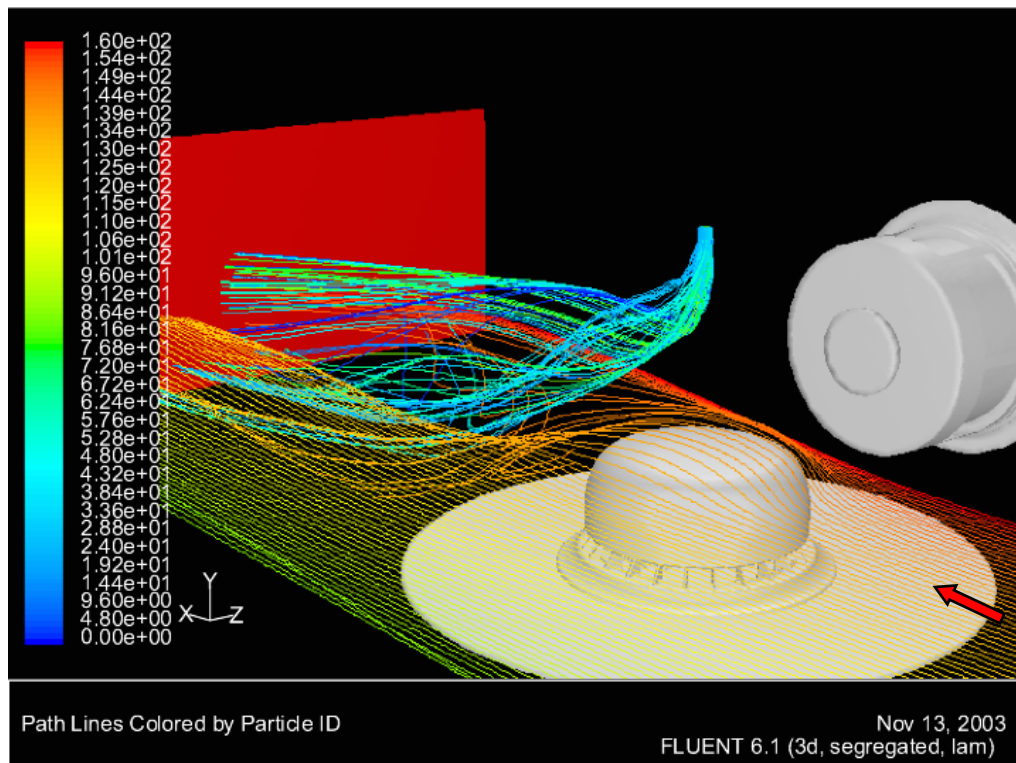 1.60e+02
1.54e+02
1.49e+02
1.44e+02
1.39e+02
1.34e+02
1.30e+02
1.25e+02
1.20e+02
1.15e+02
1.10e+02
1.06e+02
1.01e+02
9.60e+01
9.12e+01
8.64e+01
8.16e+01
7.68e+01
7.20e+01
6.72e+01
6.24e+01
5.76e+01
5.28e+01
4.80e+01
4.32e+01
3.84e+01
3.36e+01
2.88e+01
2.40e+01
1.92e+01
1.44e+01
9.60e+00
4.80e+00
0.00e+00
Y
X Z
Path Lines Colored by Particle ID
Nov 13, 2003
FLUENT 6.1 (3d, segregated, lam)